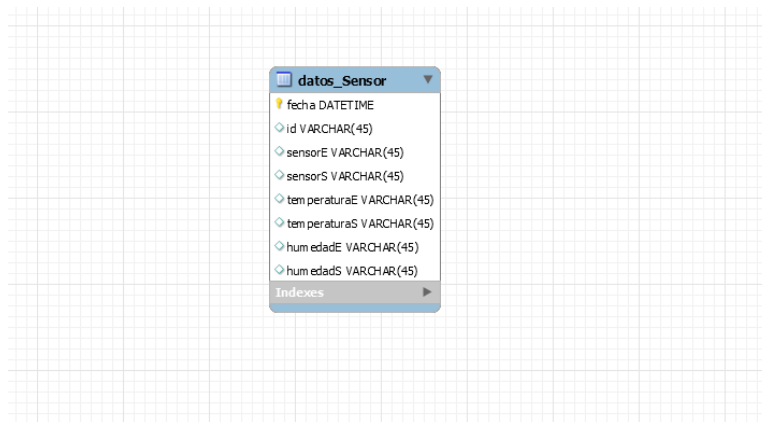 datos_Sensor
fecha DATETIME
id VARCHAR(45)
sensorE VARCHAR(45)
sensorS VARCHAR(45)
temperaturaE VARCHAR(45)
temperaturaS VARCHAR(45)
humedadE VARCHAR(45)
humedadS VARCHAR(45)
Indexes